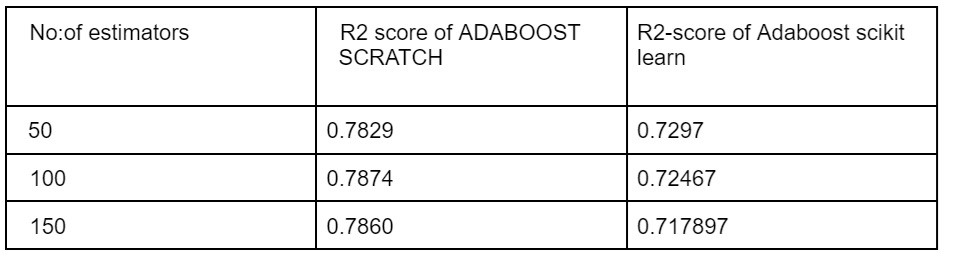 No:of estimators
R2 score of ADABOOST
SCRATCH
R2-score of Adaboost scikit
learn
50
0.7829
0.7297
100
0.7874
0.72467
150
0.7860
0.717897